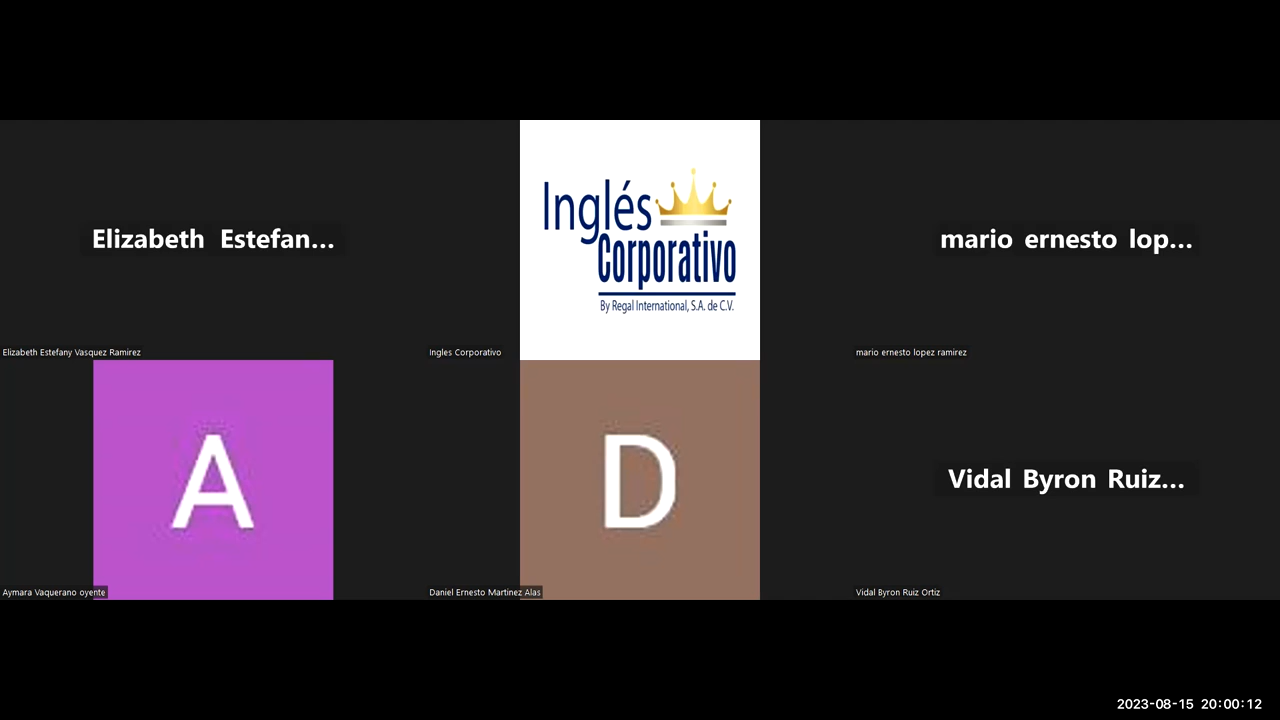 Elizabeth Estefan...
Inglés
Corporativo
By Regal International, S.A. de C.V.
mario ernesto lop...
Elizabeth Estefany Vasquez Ramirez
Ingles Corporativo
mario ernesto lopez ramirez
A
D
Vidal Byron Ruiz...
Aymara Vaquerano oyente
Daniel Ernesto Martinez Alas
Vidal Byron Ruiz Ortiz
2023-08-15 20:00:12